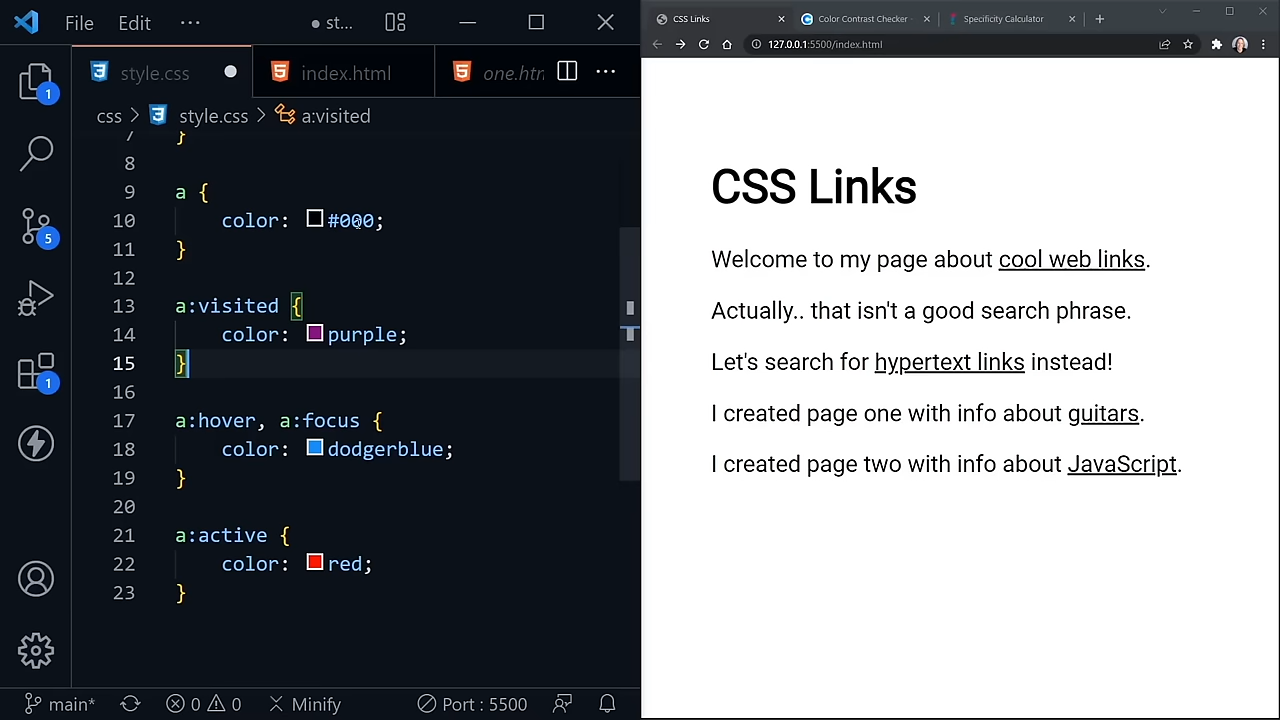 File Edit ··· ● st...
style.css ● index.html one.htm ···
css > style.css > a:visited
7 }
8
9 a {
10 color: #000;
11 }
12
13 a:visited {
14 color: purple;
15 }
16
17 a:hover, a:focus {
18 color: dodgerblue;
19 }
20
21 a:active {
22 color: red;
23 }
1
5
1
main* 0 0 Minify Port : 5500
CSS Links Color Contrast Checker Specificity Calculator
127.0.0.1:5500/index.html
CSS Links
Welcome to my page about cool web links.
Actually.. that isn't a good search phrase.
Let's search for hypertext links instead!
I created page one with info about guitars.
I created page two with info about JavaScript.